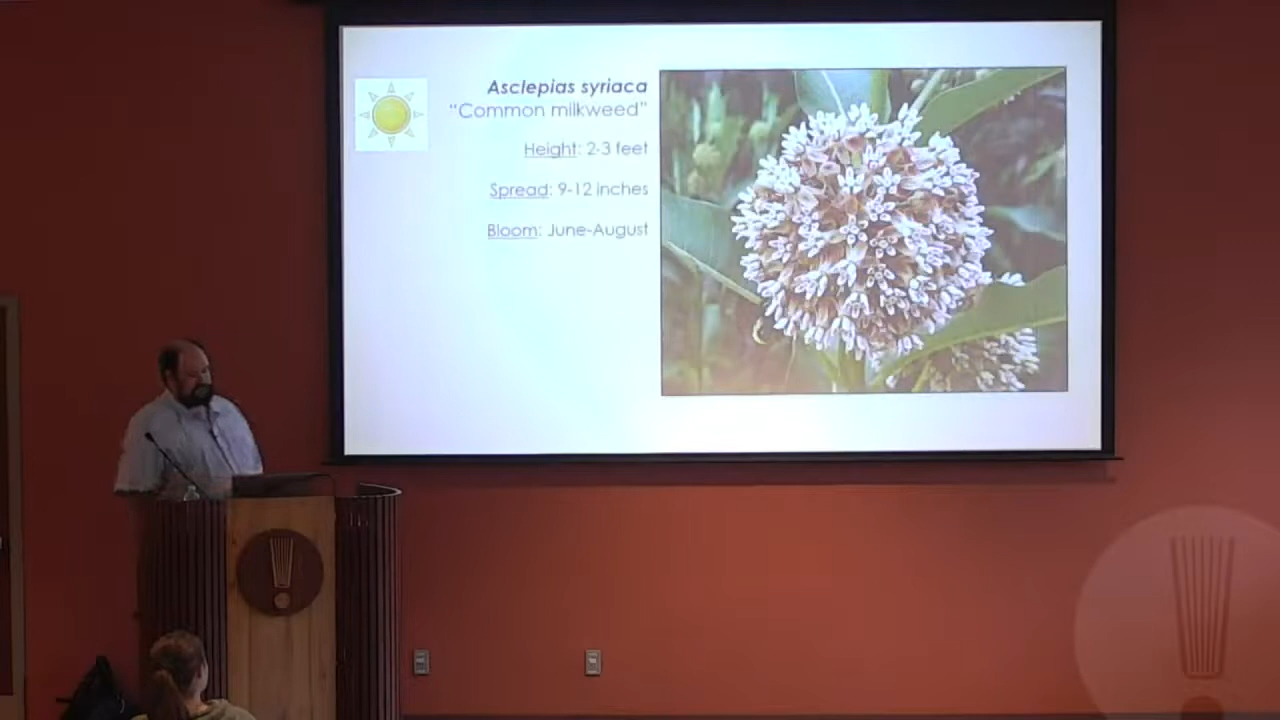 Asclepias syriaca
“Common milkweed”
Height: 2-3 feet
Spread: 9-12 inches
Bloom: June-August